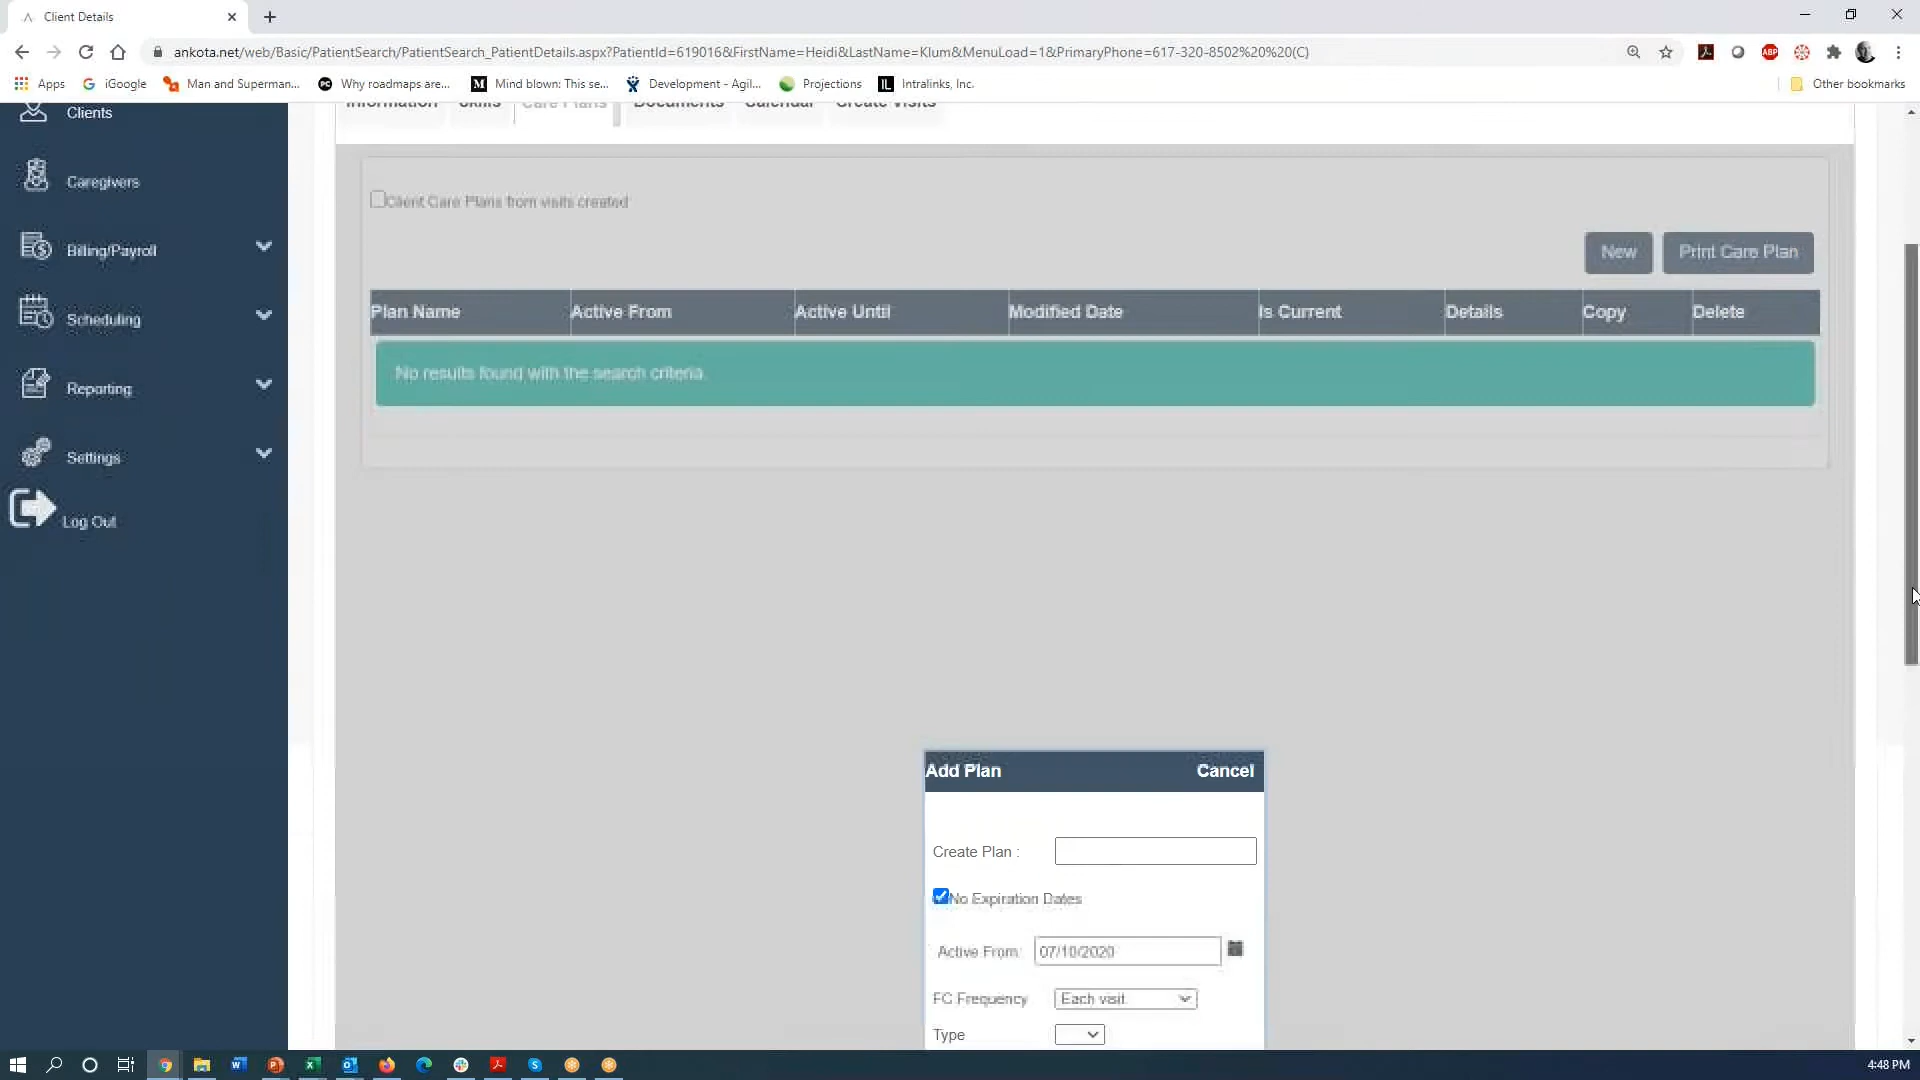 Client Details
ankota.net/web/Basic/PatientSearch/PatientSearch_PatientDetails.aspx?PatientId=619016&FirstName=Heidi&LastName=Klum&MenuLoad=1&PrimaryPhone=617-320-8502%20%20(C)
Apps iGoogle Man and Superman... Why roadmaps are... Mind blown: This se... Development - Agil... Projections Intralinks, Inc. Other bookmarks
Information Skills Care Plans Documents Calendar Create Visits
Clients
Caregivers
Billing/Payroll
Scheduling
Reporting
Settings
Log Out
Client Care Plans from visits created
New Print Care Plan
Plan Name Active From Active Until Modified Date Is Current Details Copy Delete
No results found with the search criteria.
Add Plan Cancel
Create Plan :
No Expiration Dates
Active From: 07/10/2020
FC Frequency Each visit
Type
4:48 PM